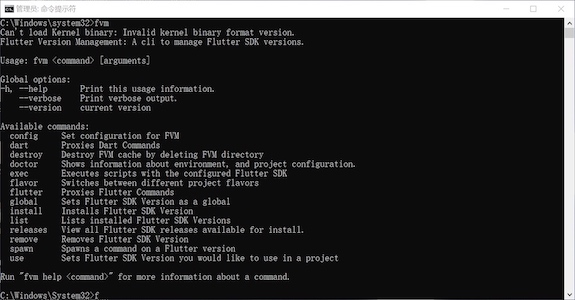 管理员: 命令提示符
C:\Windows\system32>fvm
Can't load Kernel binary: Invalid kernel binary format version.
Flutter Version Management: A cli to manage Flutter SDK versions.
Usage: fvm <command> [arguments]
Global options:
-h, --help       Print this usage information.
    --verbose    Print verbose output.
    --version    current version
Available commands:
  config     Set configuration for FVM
  dart       Proxies Dart Commands
  destroy    Destroy FVM cache by deleting FVM directory
  doctor     Shows information about environment, and project configuration.
  exec       Executes scripts with the configured Flutter SDK
  flavor     Switches between different project flavors
  flutter    Proxies Flutter Commands
  global     Sets Flutter SDK Version as a global
  install    Installs Flutter SDK Version
  list       Lists installed Flutter SDK Versions
  releases   View all Flutter SDK releases available for install.
  remove     Removes Flutter SDK Version
  spawn      Spawns a command on a Flutter version
  use        Sets Flutter SDK Version you would like to use in a project
Run "fvm help <command>" for more information about a command.
C:\Windows\System32>f